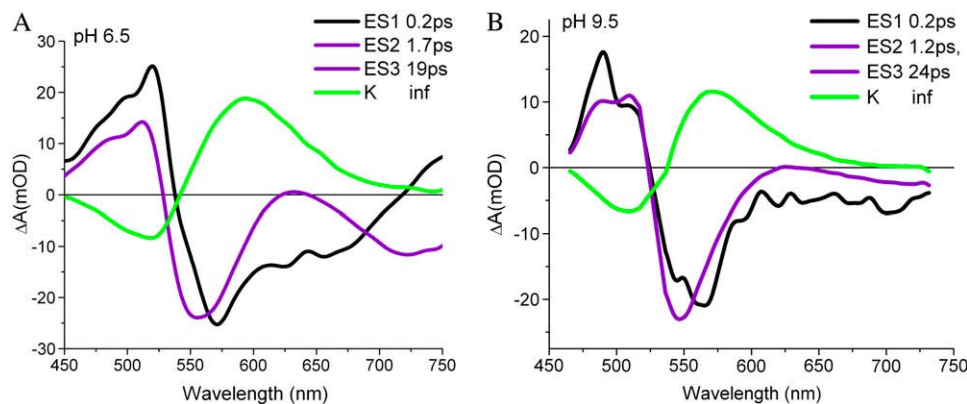 A
pH 6.5
ES1 0.2ps
ES2 1.7ps
ES3 19ps
K inf
30
20
10
0
-10
-20
-30
ΔA(mOD)
450 500 550 600 650 700 750
Wavelength (nm)
B
pH 9.5
ES1 0.2ps
ES2 1.2ps,
ES3 24ps
K inf
20
10
0
-10
-20
ΔA(mOD)
450 500 550 600 650 700 750
Wavelength (nm)